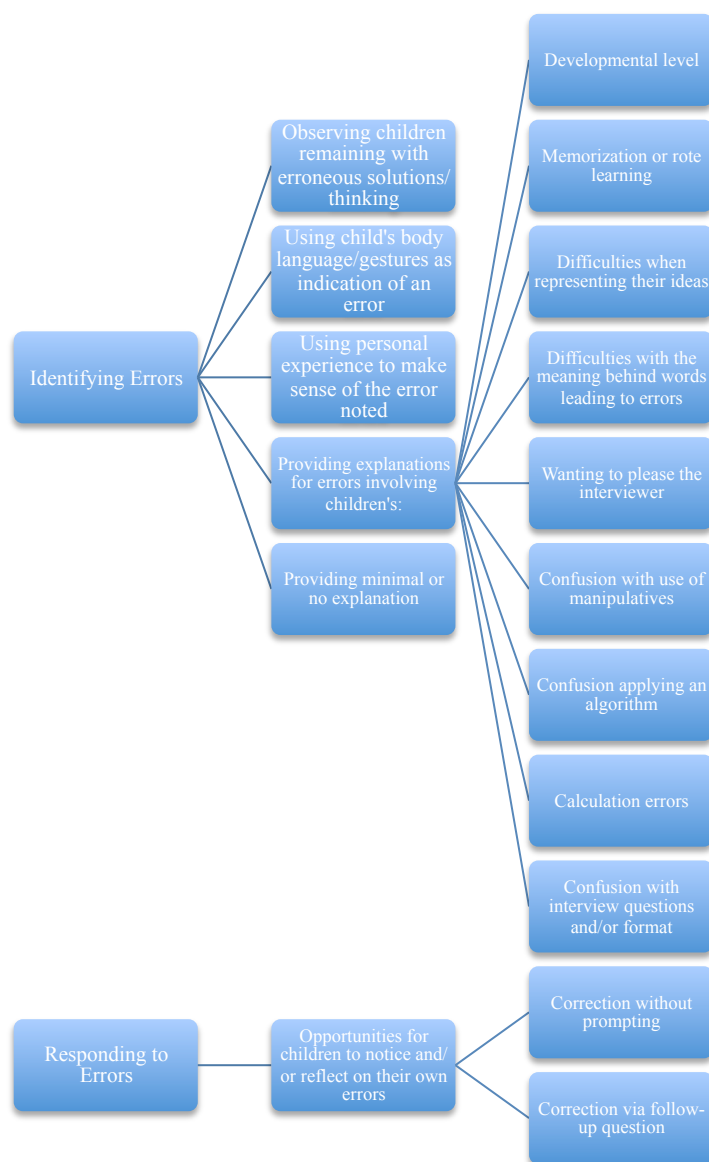 Identifying Errors
Observing children
remaining with
erroneous solutions/
thinking
Using child's body
language/gestures as
indication of an
error
Using personal
experience to make
sense of the error
noted
Providing explanations
for errors involving
children's:
Providing minimal or
no explanation
Developmental level
Memorization or rote
learning
Difficulties when
representing their ideas
Difficulties with the
meaning behind words
leading to errors
Wanting to please the
interviewer
Confusion with use of
manipulatives
Confusion applying an
algorithm
Calculation errors
Confusion with
interview questions
and/or format
Responding to
Errors
Opportunities for
children to notice and/
or reflect on their own
errors
Correction without
prompting
Correction via follow-
up question